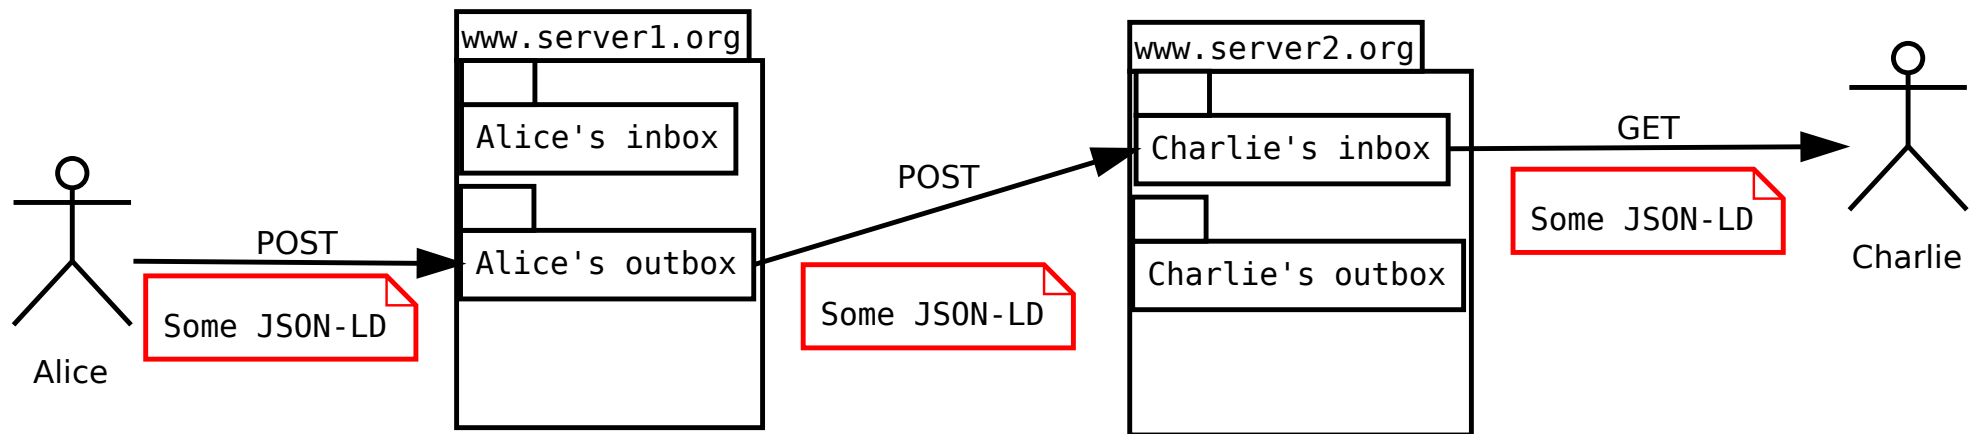 www.server1.org
Alice's inbox
Alice's outbox
POST
Some JSON-LD
Alice
POST
Some JSON-LD
www.server2.org
Charlie's inbox
Charlie's outbox
GET
Some JSON-LD
Charlie